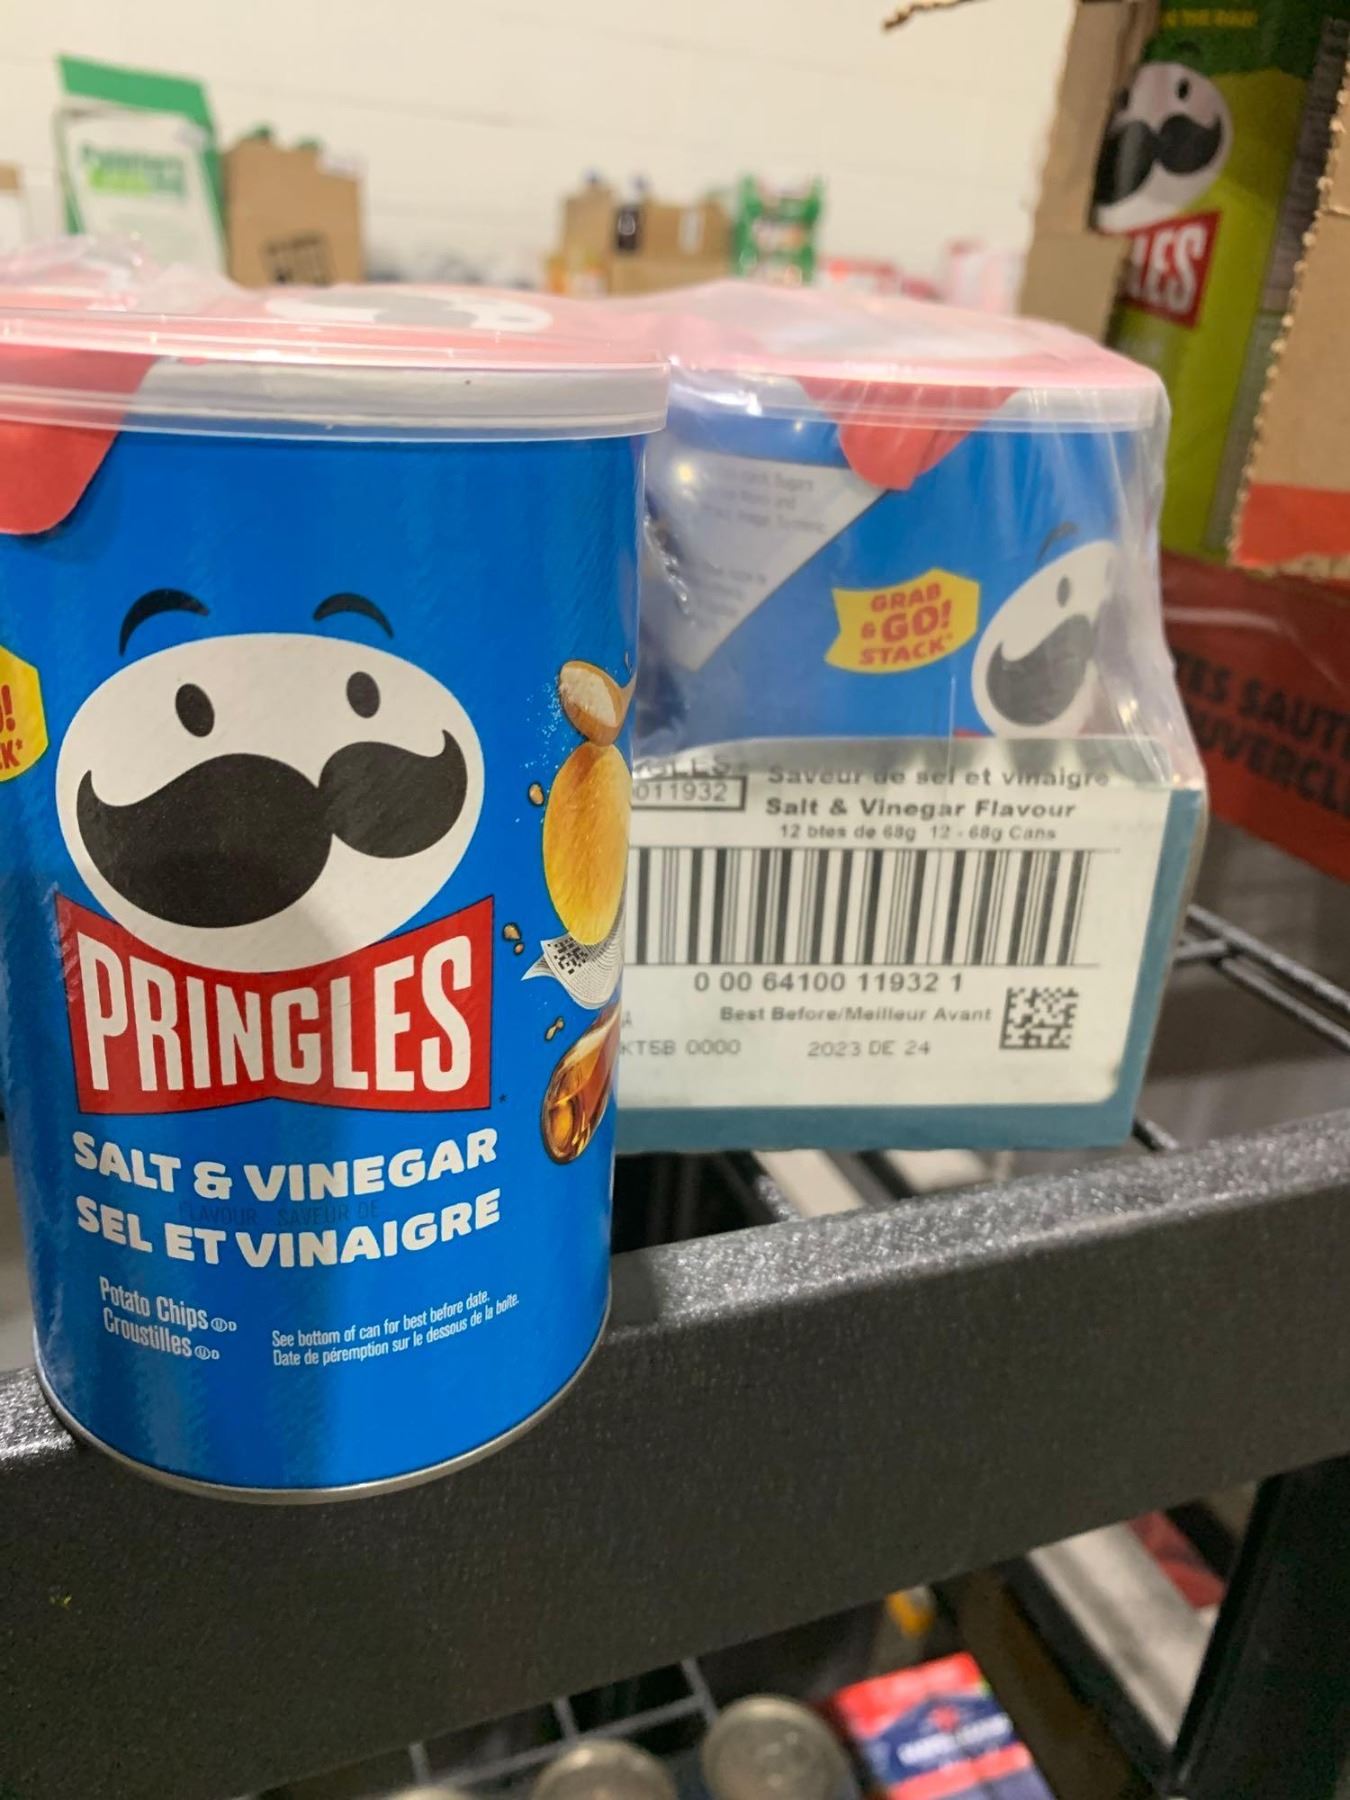 PRINGLES
SALT & VINEGAR
FLAVOUR SAVEUR DE
SEL ET VINAIGRE
Potato Chips
Croustilles
See bottom of can for best before date.
Date de péremption sur le dessous de la boîte.
GRAB
& GO!
STACK*
011932
Saveur de sel et vinaigre
Salt & Vinegar Flavour
12 btes de 68g 12 - 68g Cans
0 00 64100 11932 1
Best Before/Meilleur Avant
KT5B 0000 2023 DE 24
LES